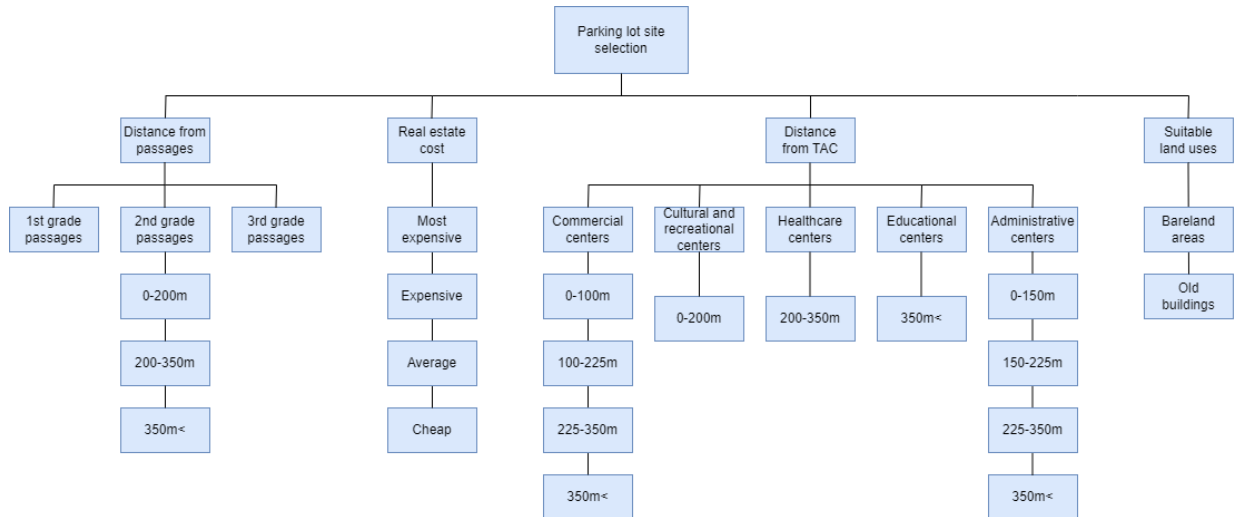 Parking lot site
selection
Distance from
passages
Real estate
cost
Distance
from TAC
Suitable
land uses
1st grade
passages
2nd grade
passages
3rd grade
passages
Most
expensive
Commercial
centers
Cultural and
recreational
centers
Healthcare
centers
Educational
centers
Administrative
centers
Bareland
areas
0-200m
Expensive
0-100m
0-200m
200-350m
350m<
0-150m
Old
buildings
200-350m
Average
100-225m
150-225m
350m<
Cheap
225-350m
225-350m
350m<
350m<